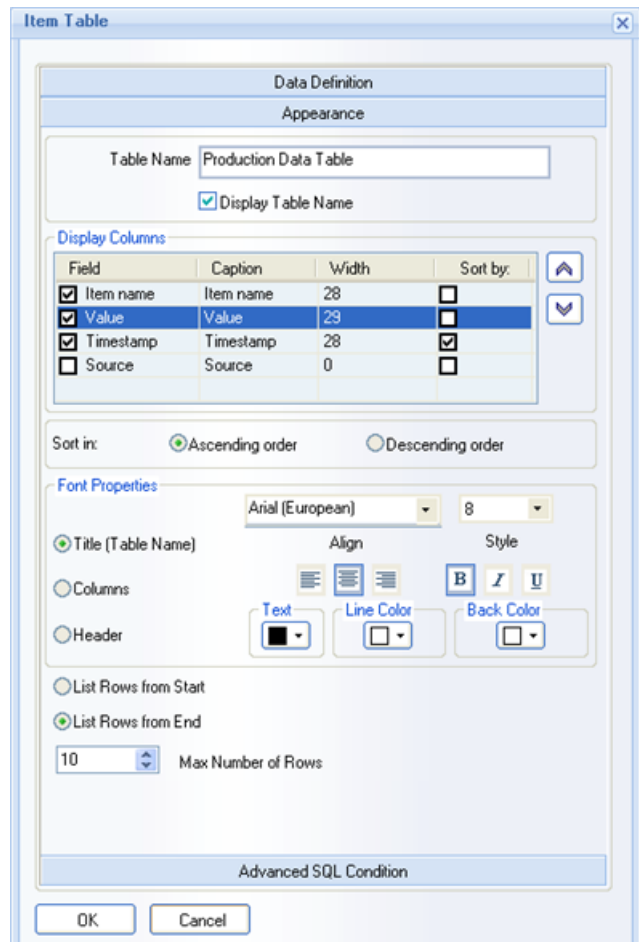 Item Table
Data Definition
Appearance
Table Name Production Data Table
Display Table Name
Display Columns
Field Caption Width Sort by:
Item name Item name 28
Value Value 29
Timestamp Timestamp 28
Source Source 0
Sort in: Ascending order Descending order
Font Properties
Arial (European) 8
Title (Table Name) Align Style
Columns B I U
Text Line Color Back Color
Header
List Rows from Start
List Rows from End
10 Max Number of Rows
Advanced SQL Condition
OK Cancel